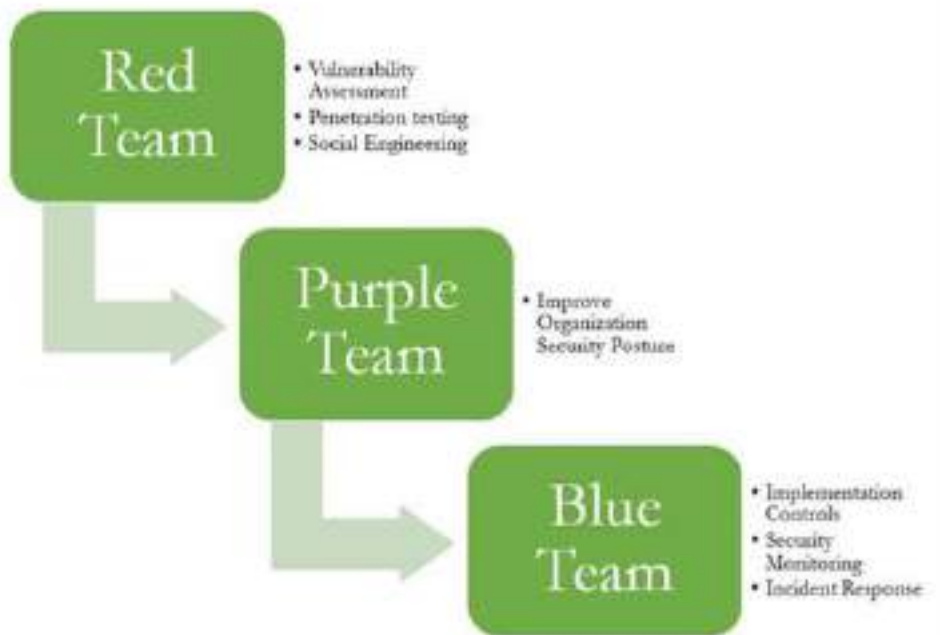 Red
Team
• Vulnerability
Assessment
• Penetration testing
• Social Engineering
Purple
Team
• Improve
Organization
Security Posture
Blue
Team
• Implementation
Controls
• Security
Monitoring
• Incident Response